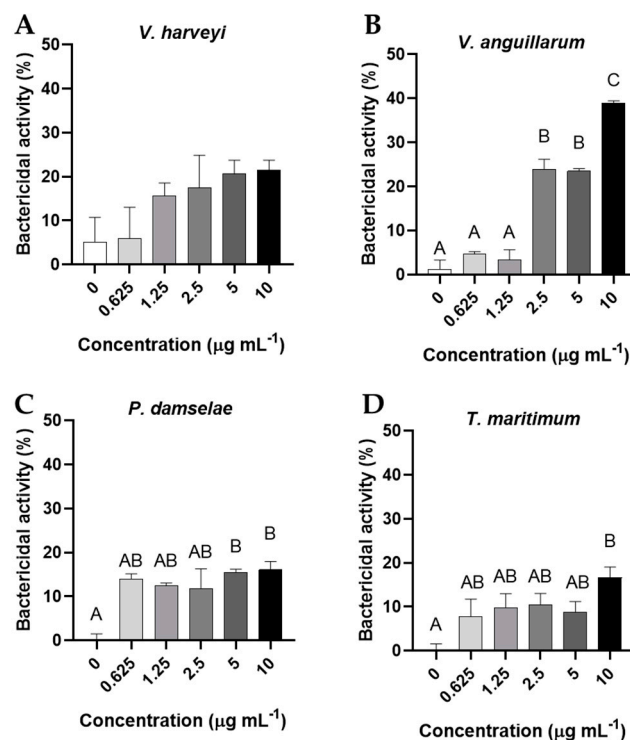 A
V. harveyi
Bactericidal activity (%)
50
40
30
20
10
0
0 0.625 1.25 2.5 5 10
Concentration (μg mL⁻¹)
B
V. anguillarum
Bactericidal activity (%)
50
40
30
20
10
0
A A A B B C
0 0.625 1.25 2.5 5 10
Concentration (μg mL⁻¹)
C
P. damselae
Bactericidal activity (%)
50
40
30
20
10
0
A AB AB AB B B
0 0.625 1.25 2.5 5 10
Concentration (μg mL⁻¹)
D
T. maritimum
Bactericidal activity (%)
50
40
30
20
10
0
A AB AB AB AB B
0 0.625 1.25 2.5 5 10
Concentration (μg mL⁻¹)